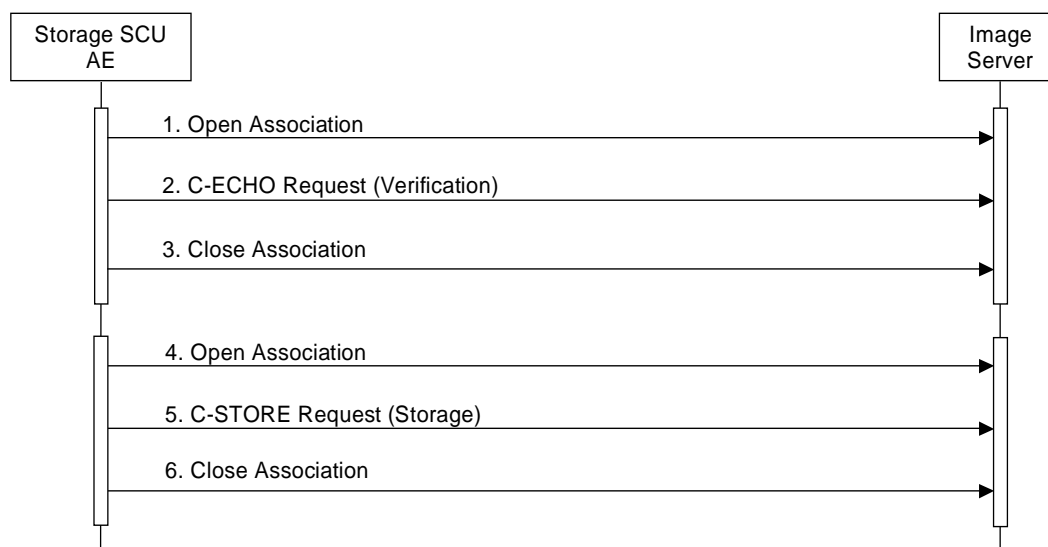 Storage SCU
AE
Image
Server
1. Open Association
2. C-ECHO Request (Verification)
3. Close Association
4. Open Association
5. C-STORE Request (Storage)
6. Close Association